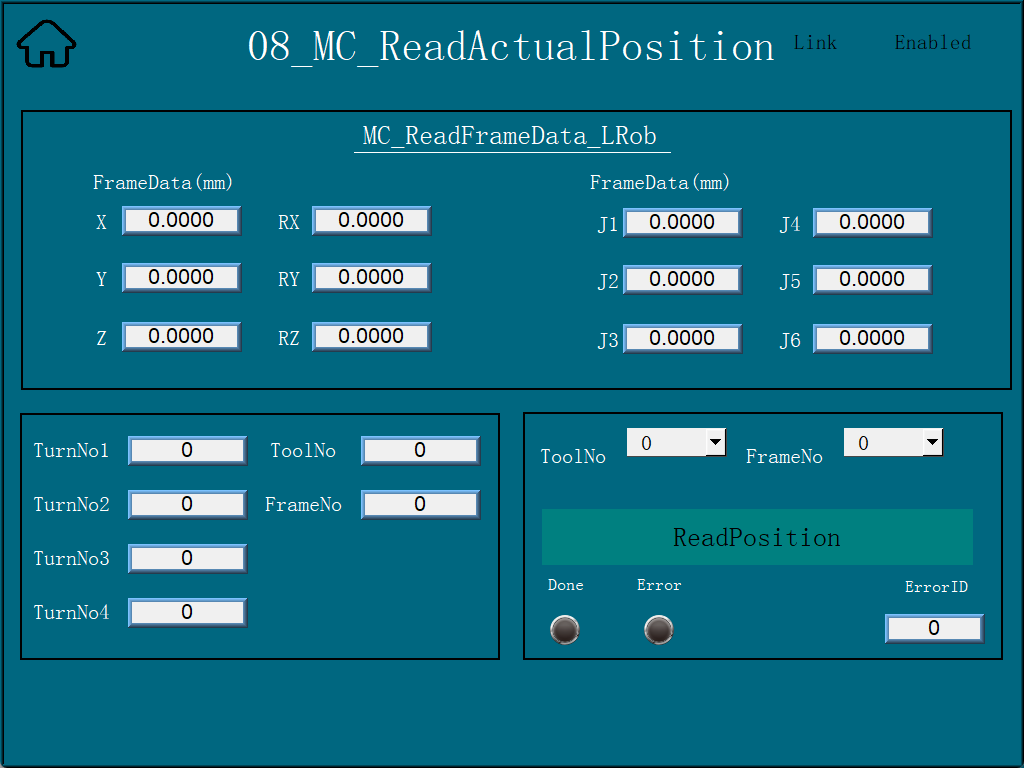 08_MC_ReadActualPosition Link Enabled
MC_ReadFrameData_LRob
FrameData(mm) FrameData(mm)
X 0.0000 RX 0.0000 J1 0.0000 J4 0.0000
Y 0.0000 RY 0.0000 J2 0.0000 J5 0.0000
Z 0.0000 RZ 0.0000 J3 0.0000 J6 0.0000
TurnNo1 0 ToolNo 0
TurnNo2 0 FrameNo 0
TurnNo3 0
TurnNo4 0
ToolNo 0 FrameNo 0
ReadPosition
Done Error ErrorID
0